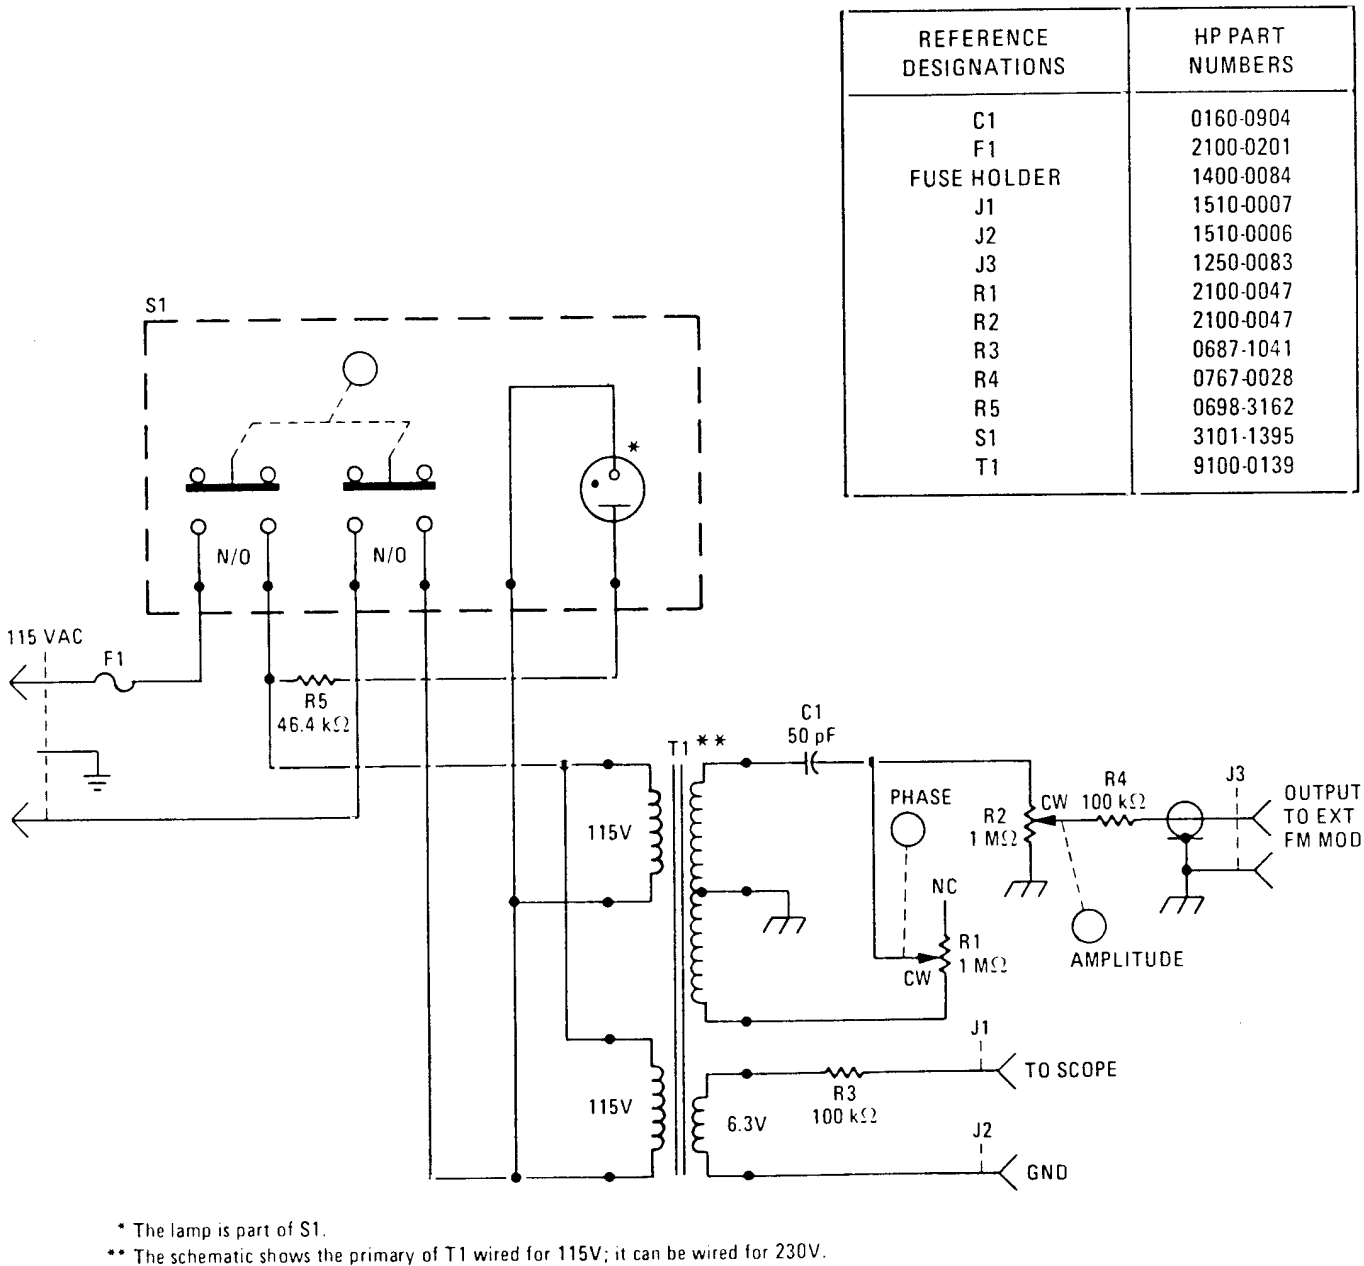 REFERENCE DESIGNATIONS HP PART NUMBERS
C1 0160-0904
F1 2100-0201
FUSE HOLDER 1400-0084
J1 1510-0007
J2 1510-0006
J3 1250-0083
R1 2100-0047
R2 2100-0047
R3 0687-1041
R4 0767-0028
R5 0698-3162
S1 3101-1395
T1 9100-0139
S1
*
N/O
N/O
115 VAC
F1
R5
46.4 kΩ
T1 **
C1
50 pF
PHASE
R2
1 MΩ
CW
R4
100 kΩ
J3
OUTPUT
TO EXT
FM MOD
115V
NC
R1
1 MΩ
CW
AMPLITUDE
J1
TO SCOPE
R3
100 kΩ
115V
6.3V
J2
GND
* The lamp is part of S1.
** The schematic shows the primary of T1 wired for 115V; it can be wired for 230V.